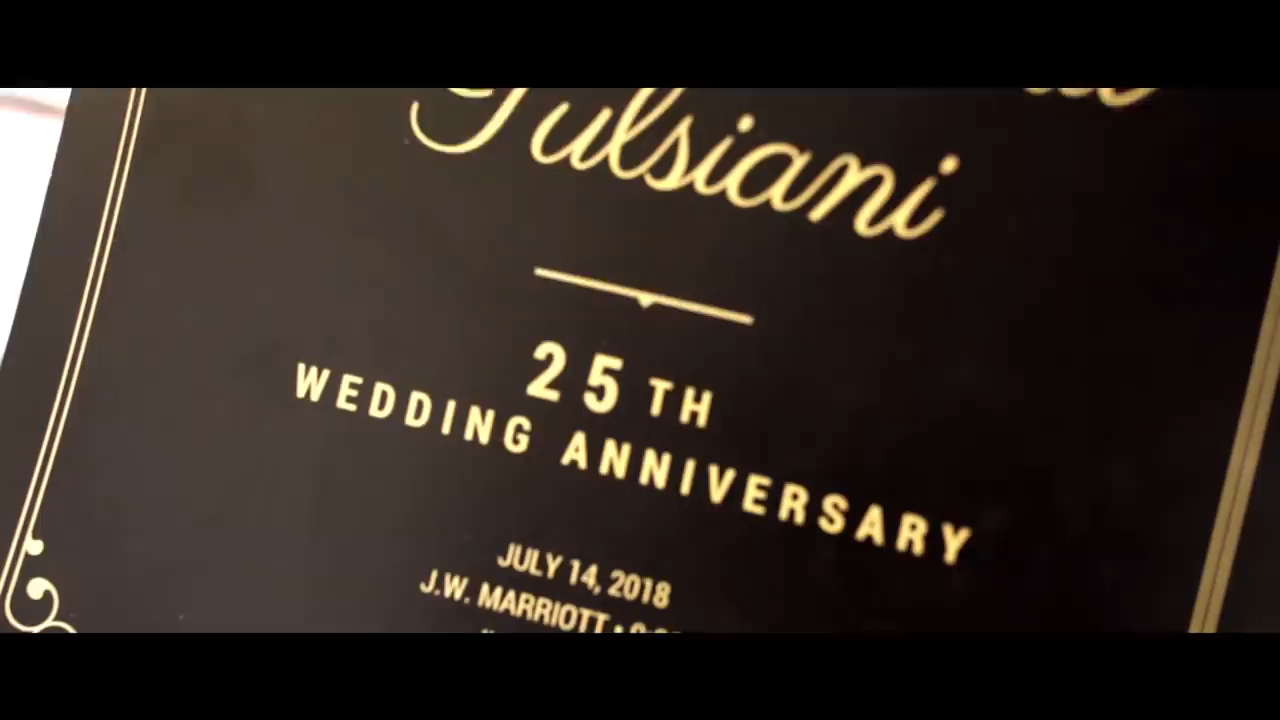 Tulsiani
25TH
WEDDING ANNIVERSARY
JULY 14, 2018
J.W. MARRIOTT •